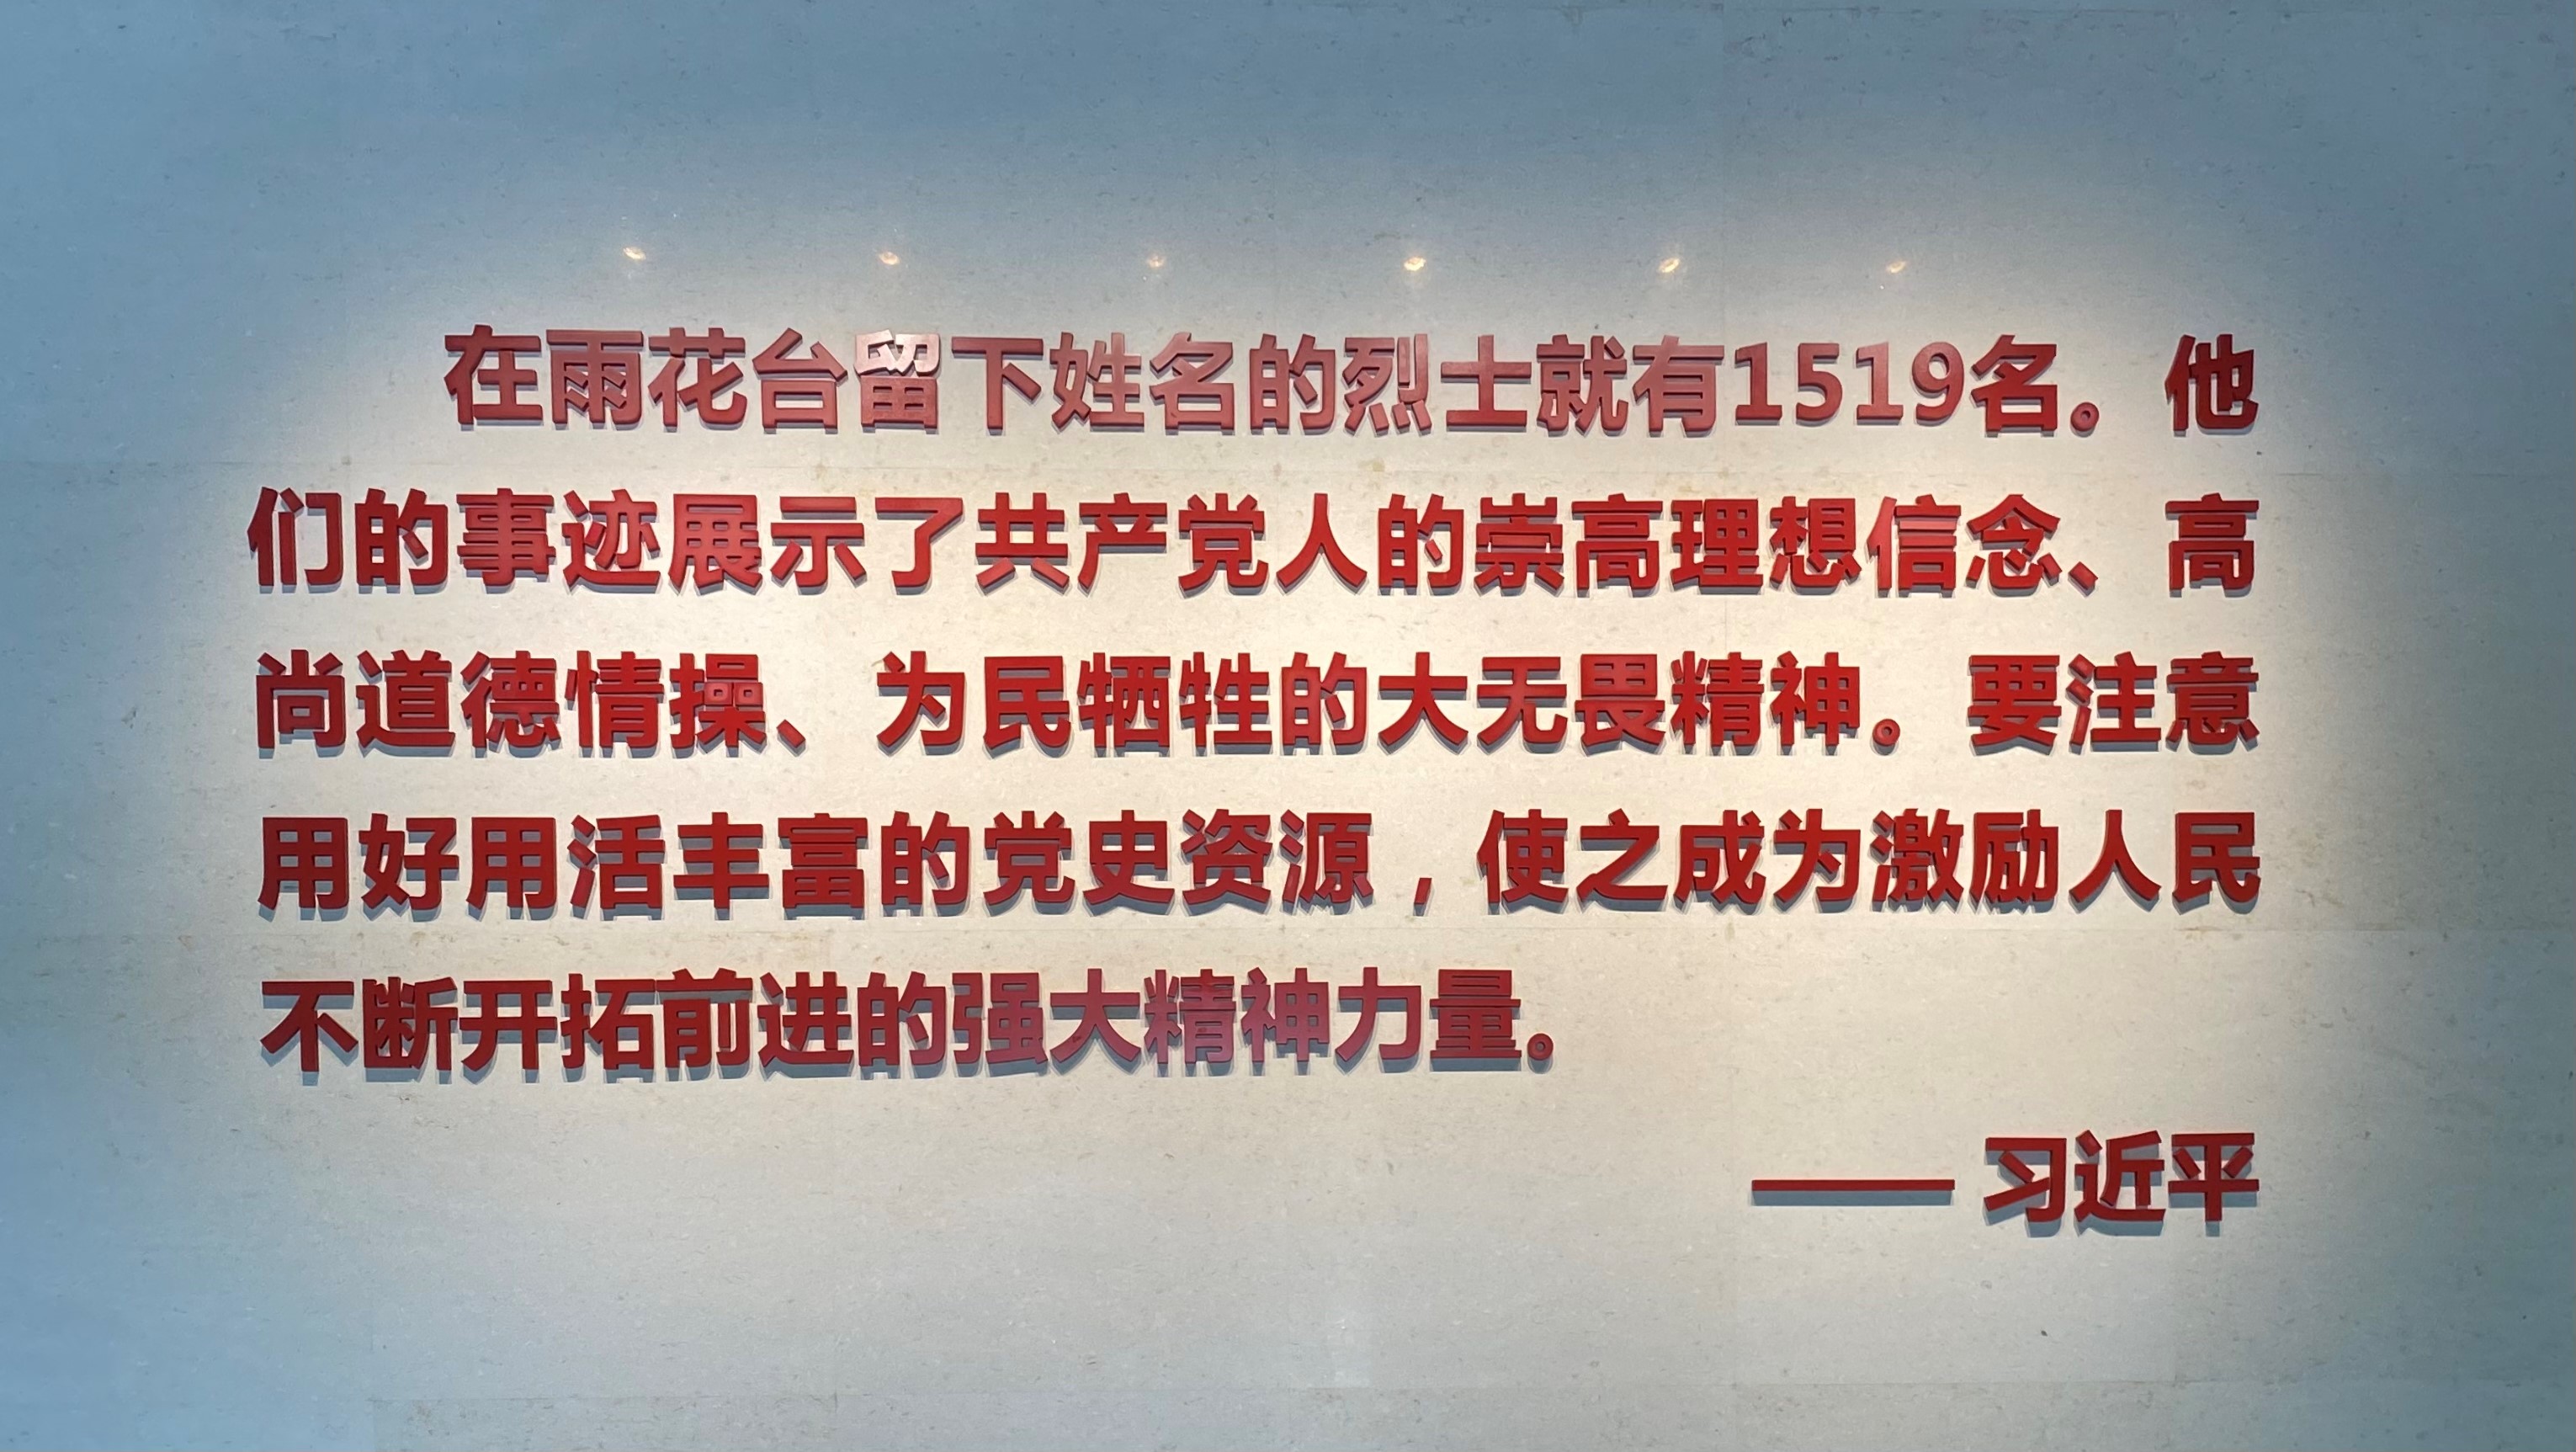 在雨花台留下姓名的烈士就有1519名。他
们的事迹展示了共产党人的崇高理想信念、高
尚道德情操、为民牺牲的大无畏精神。要注意
用好用活丰富的党史资源，使之成为激励人民
不断开拓前进的强大精神力量。
—— 习近平